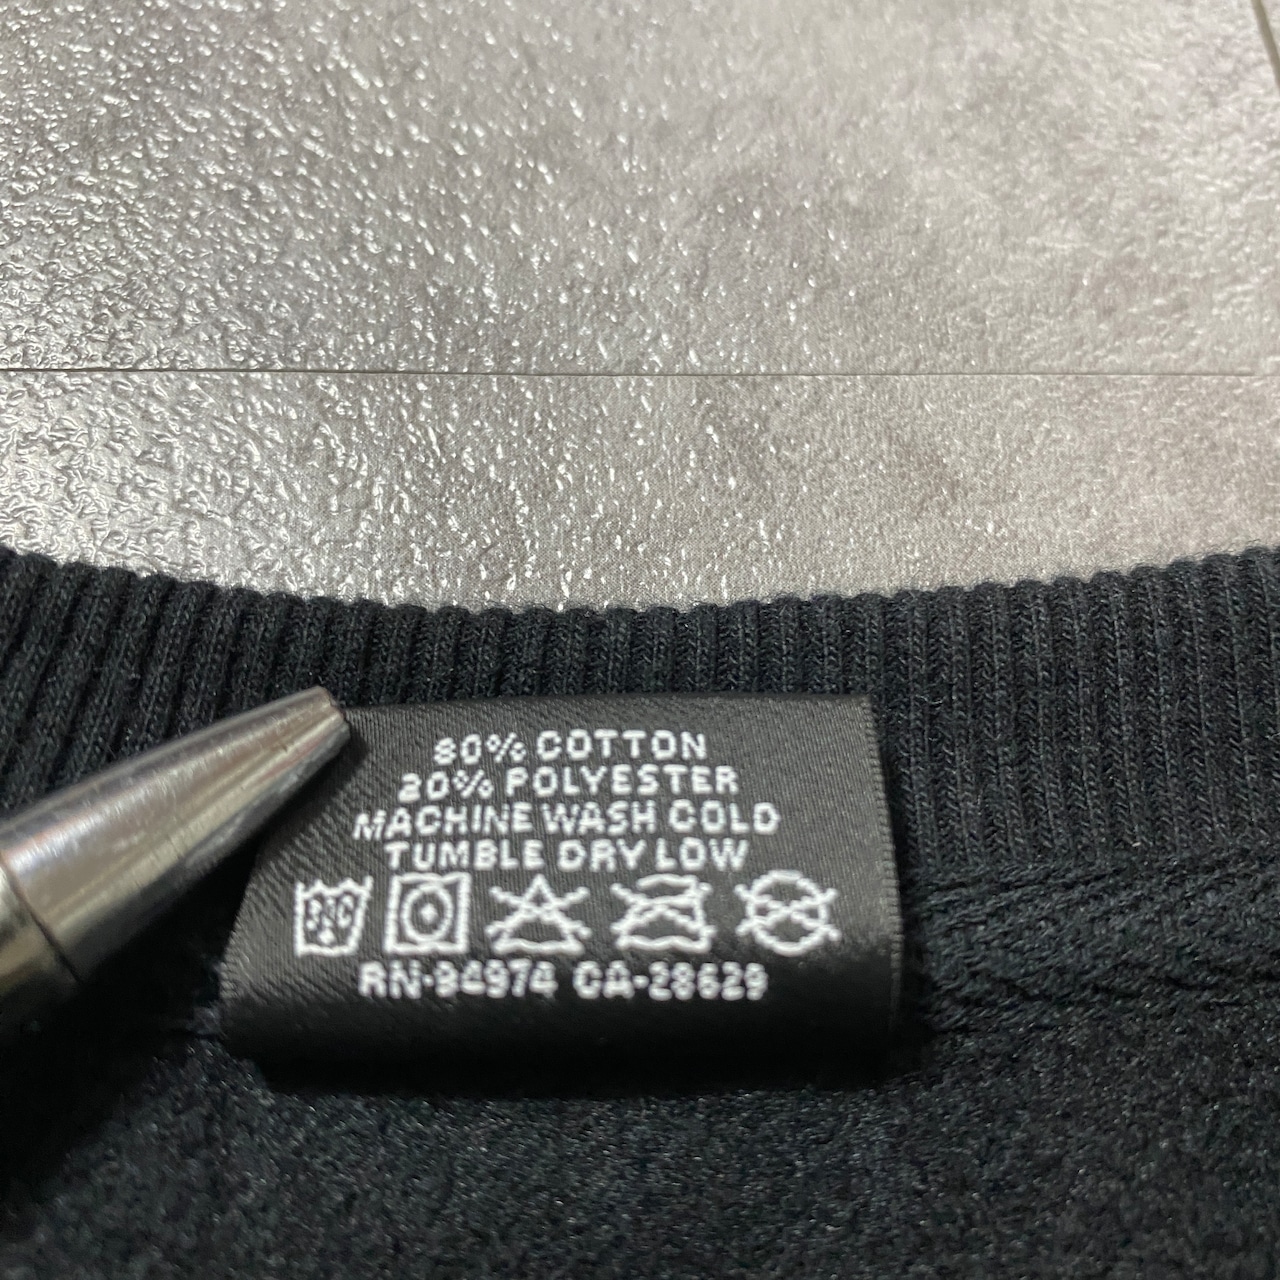 80% COTTON
20% POLYESTER
MACHINE WASH COLD
TUMBLE DRY LOW
RN-94974 CA-28629